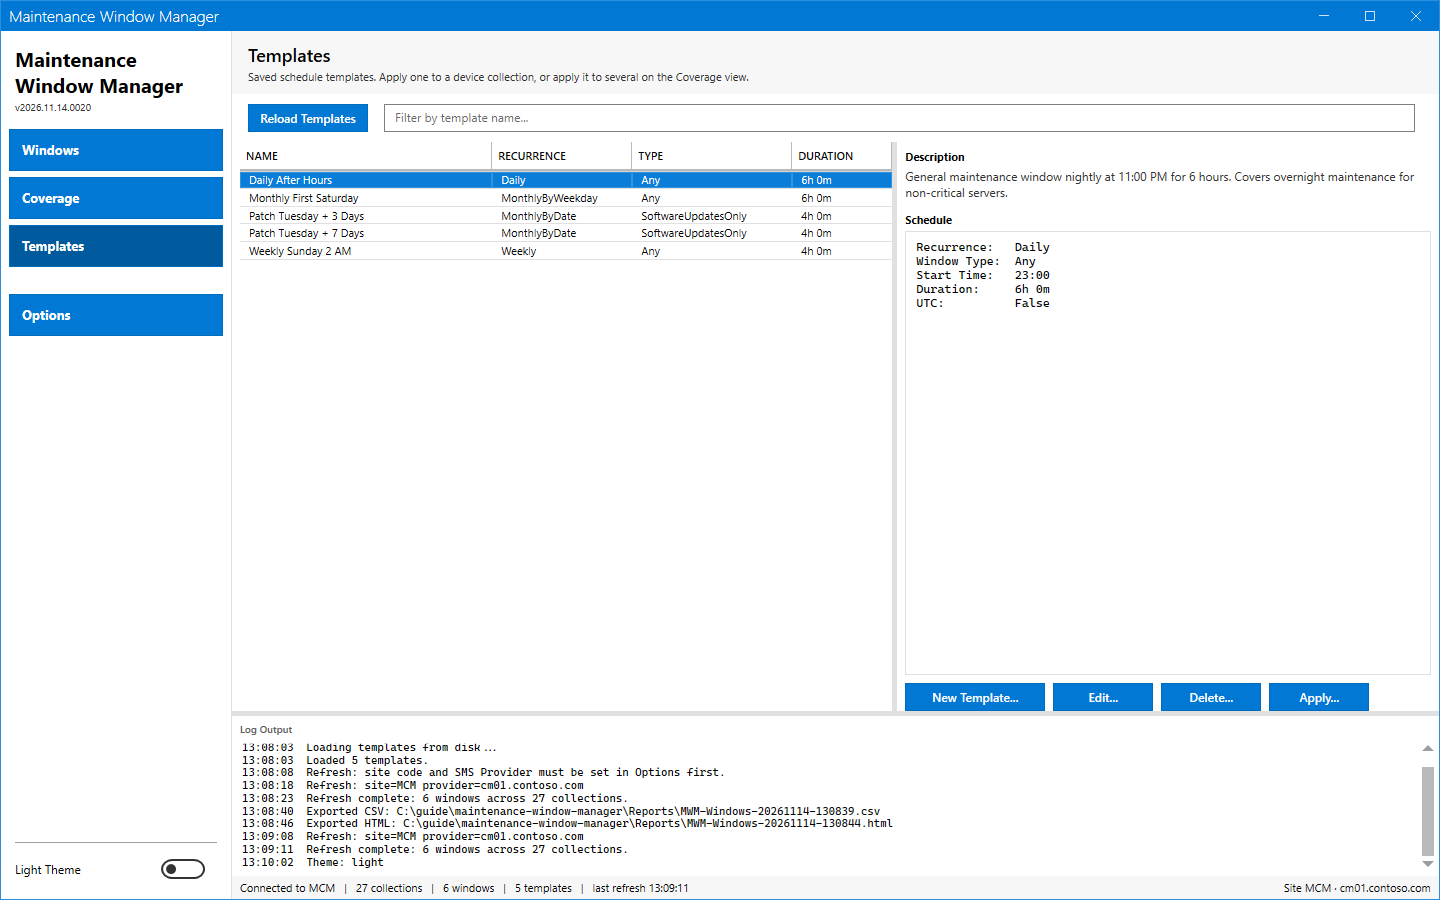 Maintenance Window Manager
Maintenance
Window Manager
v2026.11.14.0020
Windows
Coverage
Templates
Options
Light Theme
Templates
Saved schedule templates. Apply one to a device collection, or apply it to several on the Coverage view.
Reload Templates
Filter by template name...
NAME RECURRENCE TYPE DURATION
Daily After Hours Daily Any 6h 0m
Monthly First Saturday MonthlyByWeekday Any 6h 0m
Patch Tuesday + 3 Days MonthlyByDate SoftwareUpdatesOnly 4h 0m
Patch Tuesday + 7 Days MonthlyByDate SoftwareUpdatesOnly 4h 0m
Weekly Sunday 2 AM Weekly Any 4h 0m
Description
General maintenance window nightly at 11:00 PM for 6 hours. Covers overnight maintenance for
non-critical servers.
Schedule
Recurrence: Daily
Window Type: Any
Start Time: 23:00
Duration: 6h 0m
UTC: False
New Template... Edit... Delete... Apply...
Log Output
13:08:03 Loading templates from disk...
13:08:03 Loaded 5 templates.
13:08:08 Refresh: site code and SMS Provider must be set in Options first.
13:08:18 Refresh: site=MCM provider=cm01.contoso.com
13:08:23 Refresh complete: 6 windows across 27 collections.
13:08:40 Exported CSV: C:\guide\maintenance-window-manager\Reports\MWM-Windows-20261114-130839.csv
13:08:46 Exported HTML: C:\guide\maintenance-window-manager\Reports\MWM-Windows-20261114-130844.html
13:09:08 Refresh: site=MCM provider=cm01.contoso.com
13:09:11 Refresh complete: 6 windows across 27 collections.
13:10:02 Theme: light
Connected to MCM | 27 collections | 6 windows | 5 templates | last refresh 13:09:11
Site MCM · cm01.contoso.com